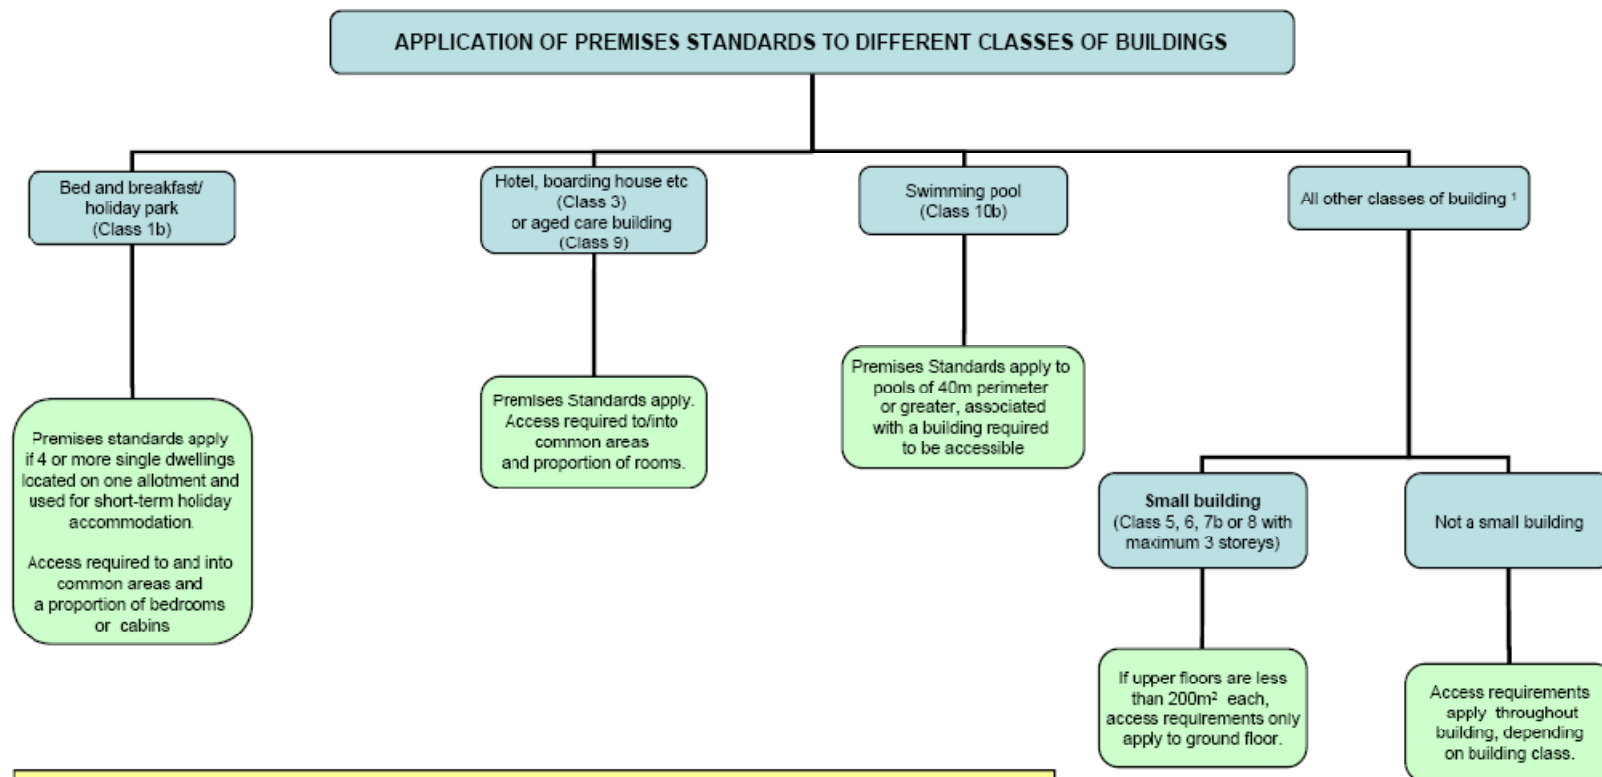 APPLICATION OF PREMISES STANDARDS TO DIFFERENT CLASSES OF BUILDINGS
Bed and breakfast/
holiday park
(Class 1b)
Hotel, boarding house etc
(Class 3)
or aged care building
(Class 9)
Swimming pool
(Class 10b)
All other classes of building ¹
Premises standards apply
if 4 or more single dwellings
located on one allotment and
used for short-term holiday
accommodation.
Access required to and into
common areas and
a proportion of bedrooms
or cabins
Premises Standards apply.
Access required to/into
common areas
and proportion of rooms.
Premises Standards apply to
pools of 40m perimeter
or greater, associated
with a building required
to be accessible
Small building
(Class 5, 6, 7b or 8 with
maximum 3 storeys)
Not a small building
If upper floors are less
than 200m² each,
access requirements only
apply to ground floor.
Access requirements
apply throughout
building, depending
on building class.